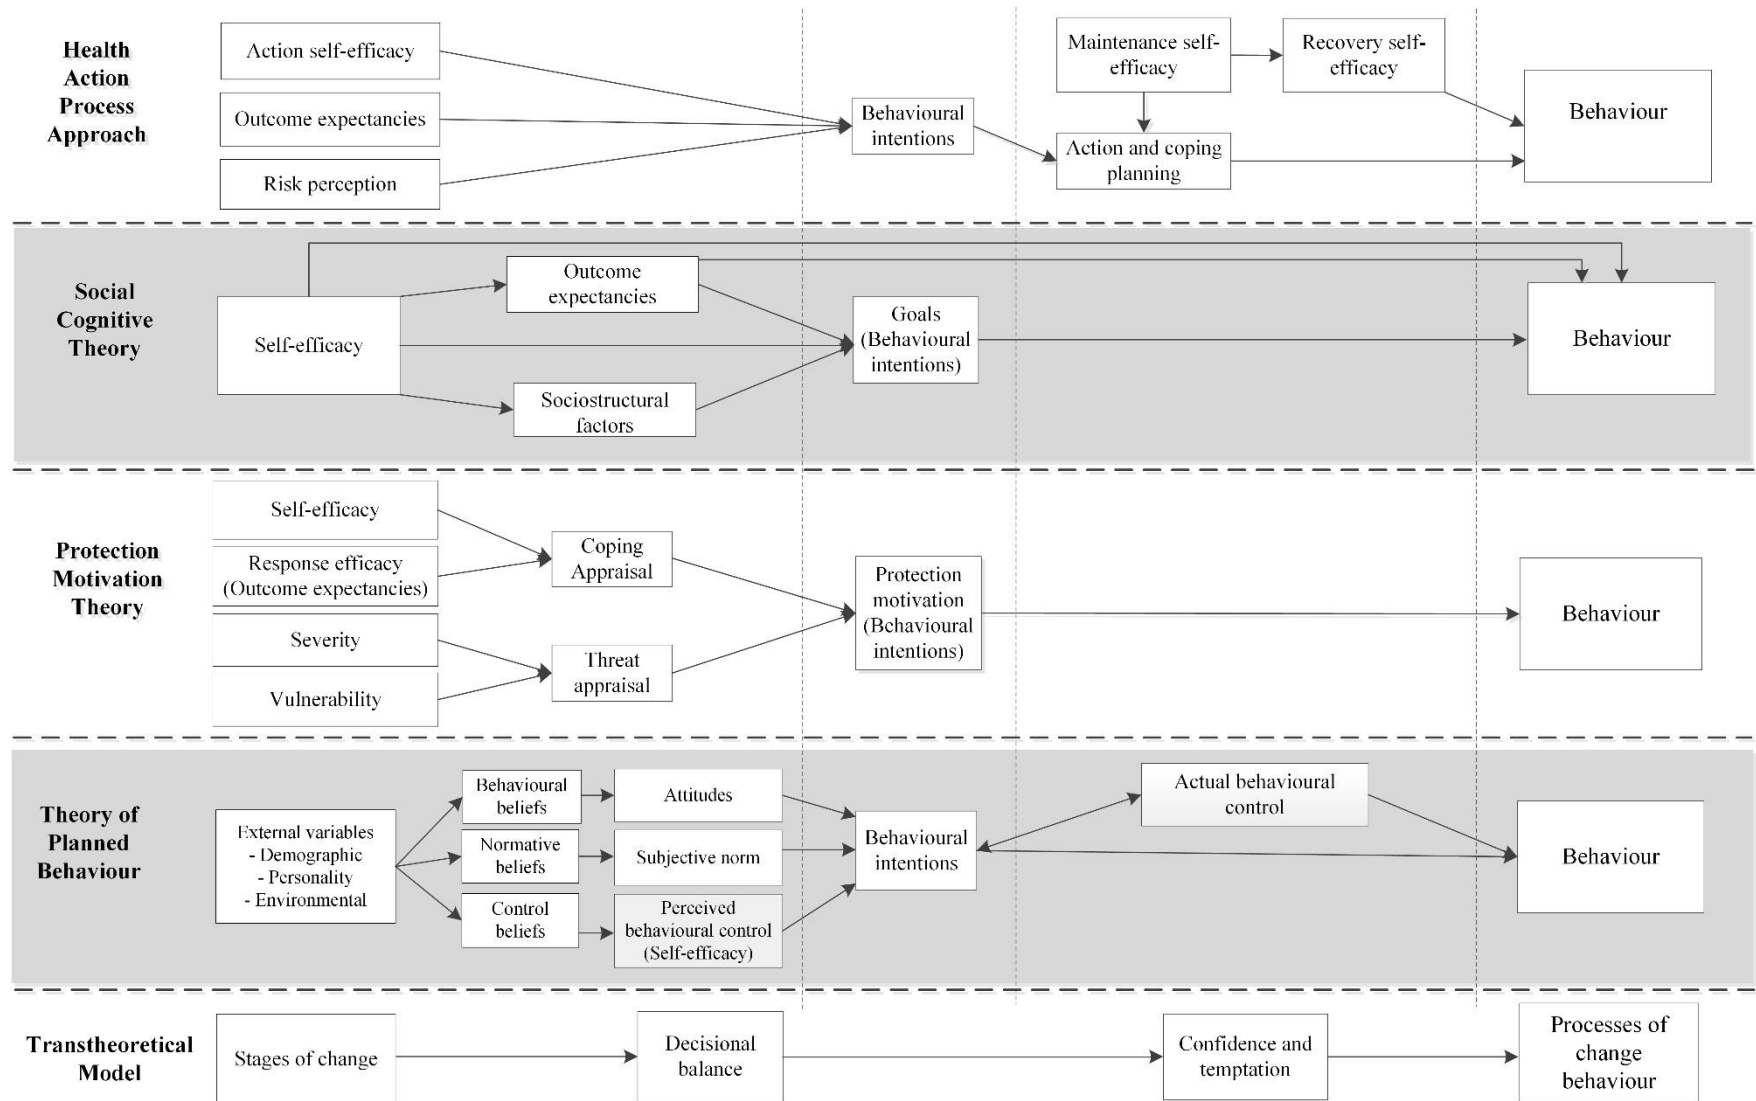 Health
Action
Process
Approach
Action self-efficacy
Outcome expectancies
Risk perception
Behavioural
intentions
Maintenance self-
efficacy
Recovery self-
efficacy
Action and coping
planning
Behaviour
Social
Cognitive
Theory
Self-efficacy
Outcome
expectancies
Sociostructural
factors
Goals
(Behavioural
intentions)
Behaviour
Protection
Motivation
Theory
Self-efficacy
Response efficacy
(Outcome expectancies)
Severity
Vulnerability
Coping
Appraisal
Threat
appraisal
Protection
motivation
(Behavioural
intentions)
Behaviour
Theory of
Planned
Behaviour
External variables
- Demographic
- Personality
- Environmental
Behavioural
beliefs
Normative
beliefs
Control
beliefs
Attitudes
Subjective norm
Perceived
behavioural control
(Self-efficacy)
Behavioural
intentions
Actual behavioural
control
Behaviour
Transtheoretical
Model
Stages of change
Decisional
balance
Confidence and
temptation
Processes of
change
behaviour